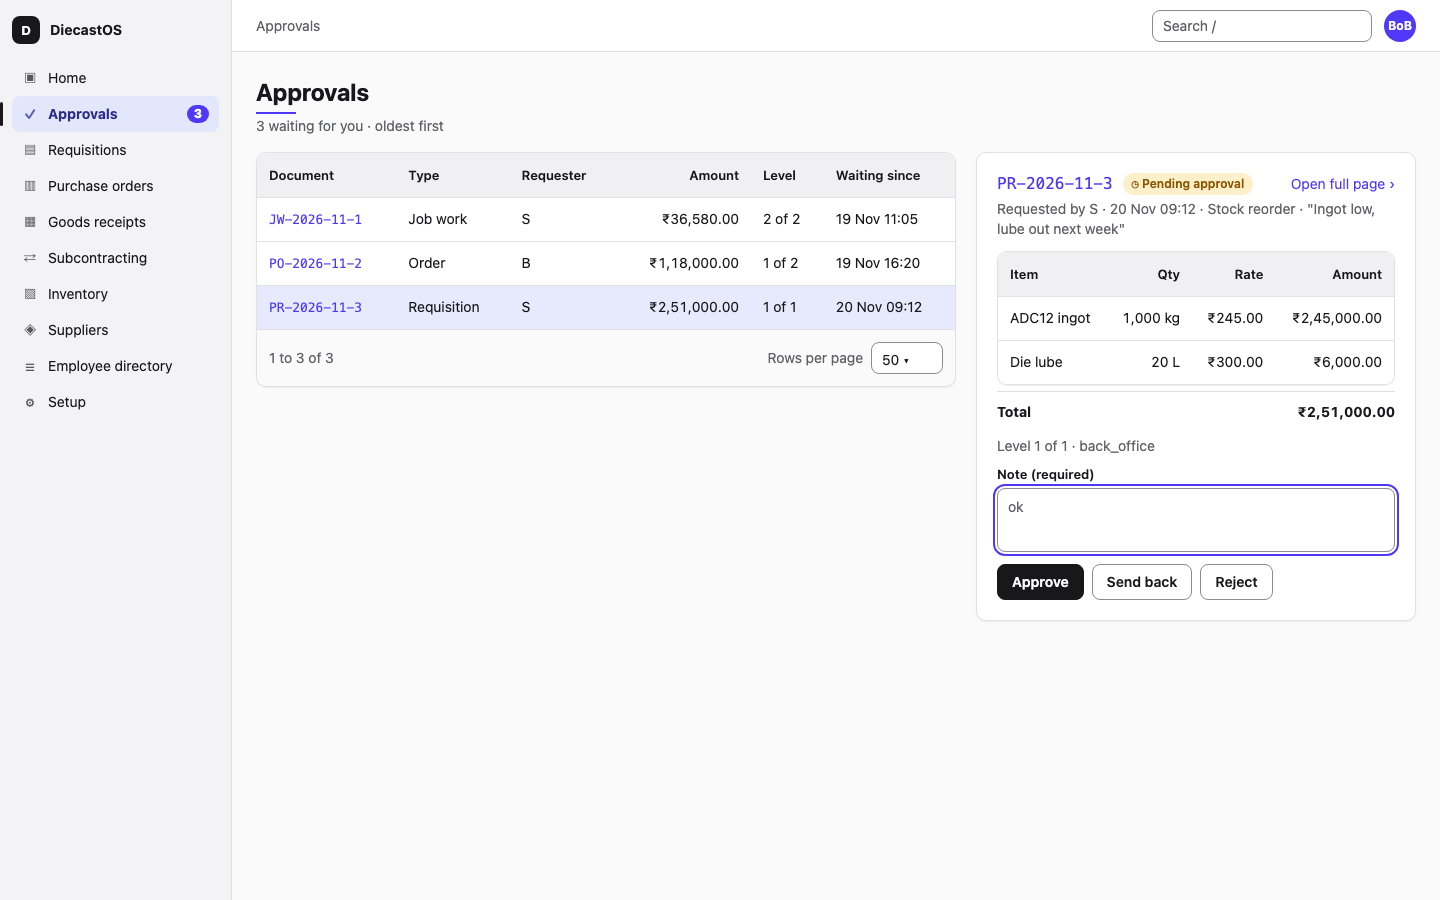 D DiecastOS
Home
Approvals 3
Requisitions
Purchase orders
Goods receipts
Subcontracting
Inventory
Suppliers
Employee directory
Setup
Approvals
Search /
BoB
Approvals
3 waiting for you · oldest first
Document Type Requester Amount Level Waiting since
JW-2026-11-1 Job work S ₹36,580.00 2 of 2 19 Nov 11:05
PO-2026-11-2 Order B ₹1,18,000.00 1 of 2 19 Nov 16:20
PR-2026-11-3 Requisition S ₹2,51,000.00 1 of 1 20 Nov 09:12
1 to 3 of 3 Rows per page 50
PR-2026-11-3 Pending approval Open full page ›
Requested by S · 20 Nov 09:12 · Stock reorder · "Ingot low,
lube out next week"
Item Qty Rate Amount
ADC12 ingot 1,000 kg ₹245.00 ₹2,45,000.00
Die lube 20 L ₹300.00 ₹6,000.00
Total ₹2,51,000.00
Level 1 of 1 · back_office
Note (required)
ok
Approve Send back Reject